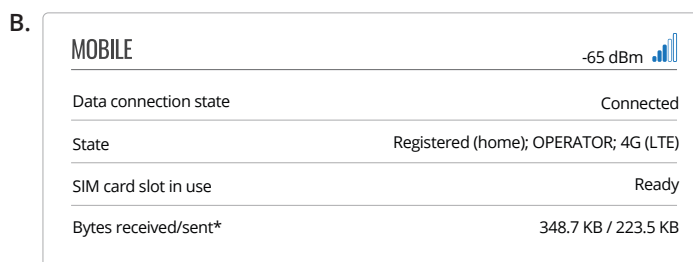 B.
MOBILE -65 dBm
Data connection state Connected
State Registered (home); OPERATOR; 4G (LTE)
SIM card slot in use Ready
Bytes received/sent* 348.7 KB / 223.5 KB